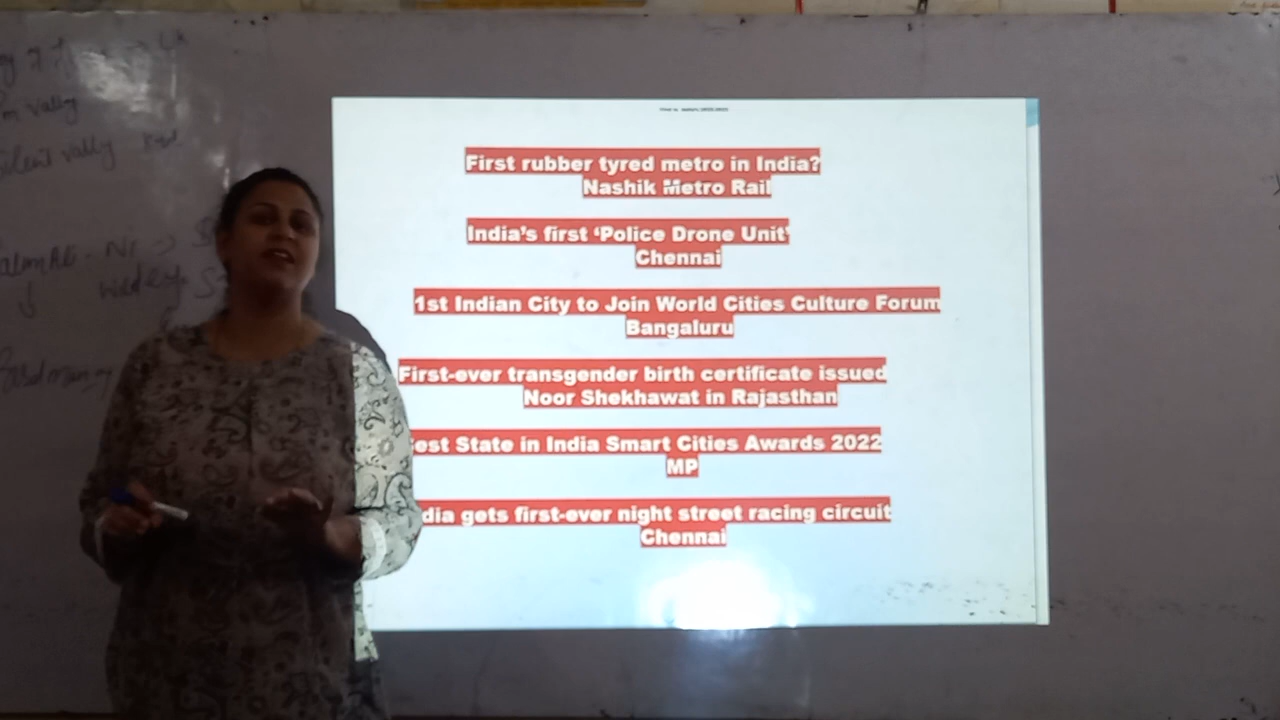 First rubber tyred metro in India?
Nashik Metro Rail
India's first ‘Police Drone Unit’
Chennai
1st Indian City to Join World Cities Culture Forum
Bangaluru
First-ever transgender birth certificate issued
Noor Shekhawat in Rajasthan
est State in India Smart Cities Awards 2022
MP
dia gets first-ever night street racing circuit
Chennai
valley
valley